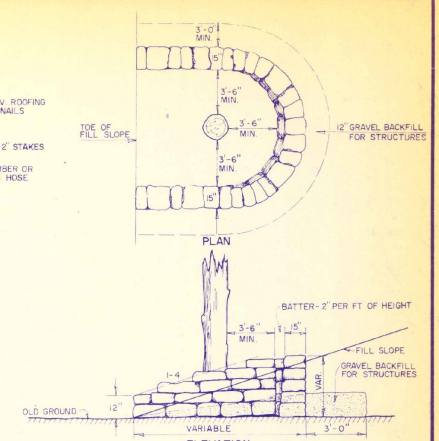 3'-0"
MIN.
15"
V. ROOFING
NAILS
3'-6"
MIN.
TOE OF
FILL SLOPE
3'-6"
MIN.
12" GRAVEL BACKFILL
FOR STRUCTURES
2" STAKES
3'-6"
MIN.
BER OR
HOSE
15"
PLAN
BATTER-2" PER FT OF HEIGHT
3'-6"
MIN.
15"
FILL SLOPE
1-4
VAR.
GRAVEL BACKFILL
FOR STRUCTURES
12"
OLD GROUND
VARIABLE
3'-0"
ELEVATION